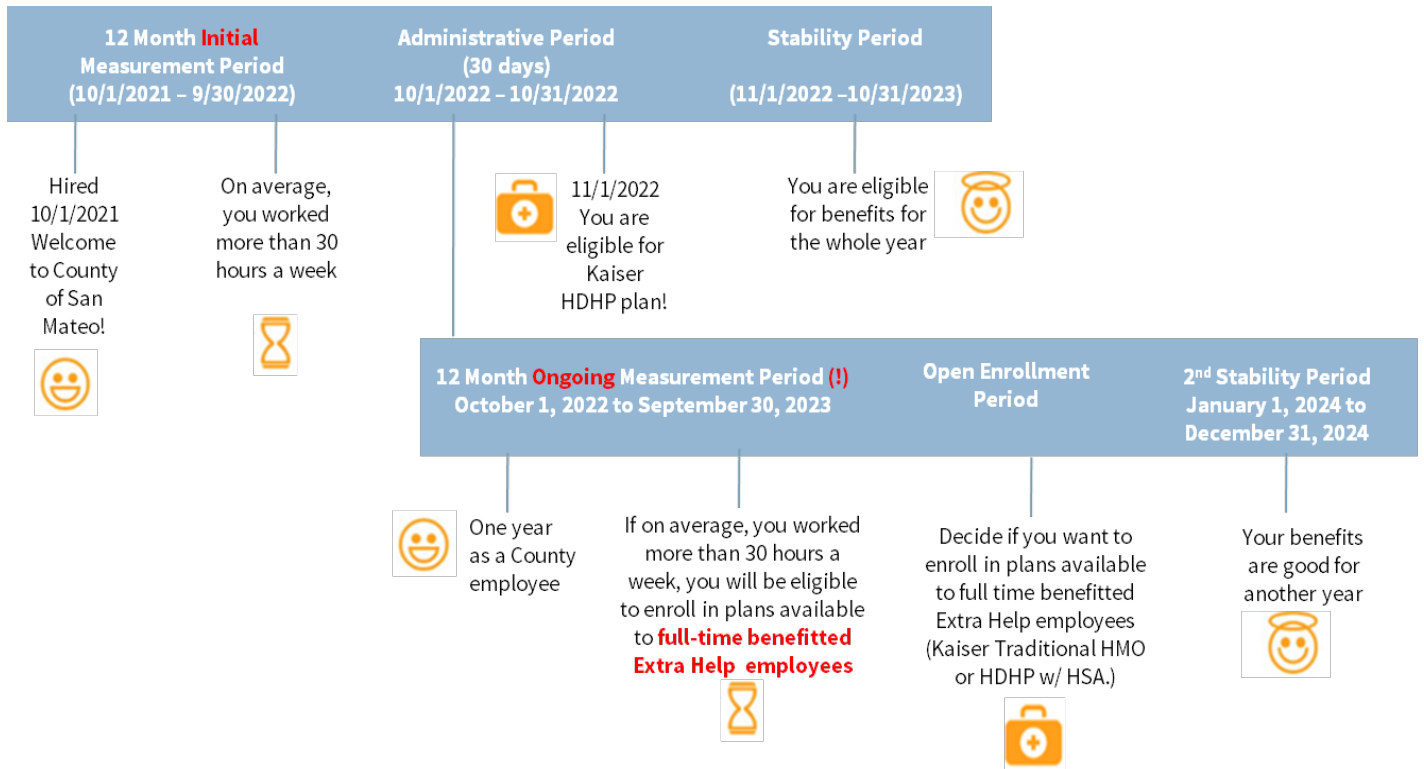 12 Month Initial
Measurement Period
(10/1/2021 – 9/30/2022)
Administrative Period
(30 days)
10/1/2022 – 10/31/2022
Stability Period
(11/1/2022 –10/31/2023)
Hired
10/1/2021
Welcome
to County
of San
Mateo!
On average,
you worked
more than 30
hours a week
11/1/2022
You are
eligible for
Kaiser
HDHP plan!
You are eligible
for benefits for
the whole year
12 Month Ongoing Measurement Period (!)
October 1, 2022 to September 30, 2023
Open Enrollment
Period
2nd Stability Period
January 1, 2024 to
December 31, 2024
One year
as a County
employee
If on average, you worked
more than 30 hours a
week, you will be eligible
to enroll in plans available
to full-time benefitted
Extra Help employees
Decide if you want to
enroll in plans available
to full time benefitted
Extra Help employees
(Kaiser Traditional HMO
or HDHP w/ HSA.)
Your benefits
are good for
another year